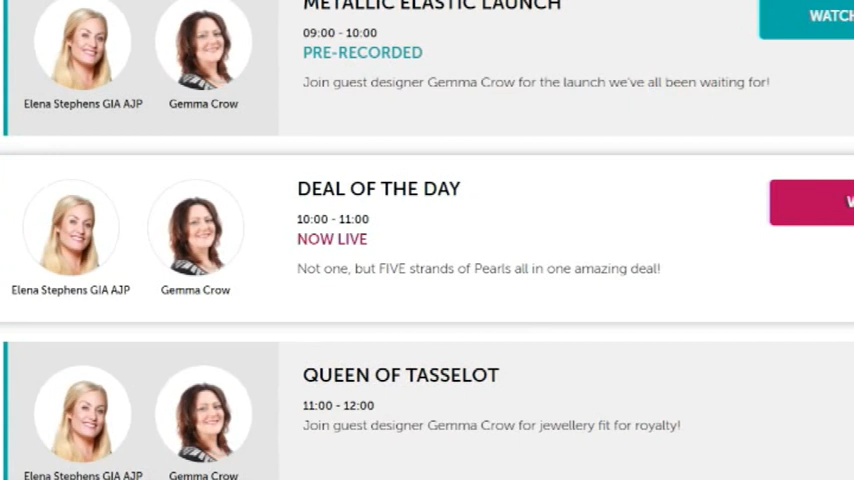 METALLIC ELASTIC LAUNCH
09:00 - 10:00
PRE-RECORDED
Join guest designer Gemma Crow for the launch we've all been waiting for!
Elena Stephens GIA AJP
Gemma Crow
DEAL OF THE DAY
10:00 - 11:00
NOW LIVE
Not one, but FIVE strands of Pearls all in one amazing deal!
Elena Stephens GIA AJP
Gemma Crow
QUEEN OF TASSELOT
11:00 - 12:00
Join guest designer Gemma Crow for jewellery fit for royalty!
Elena Stephens GIA AJP
Gemma Crow